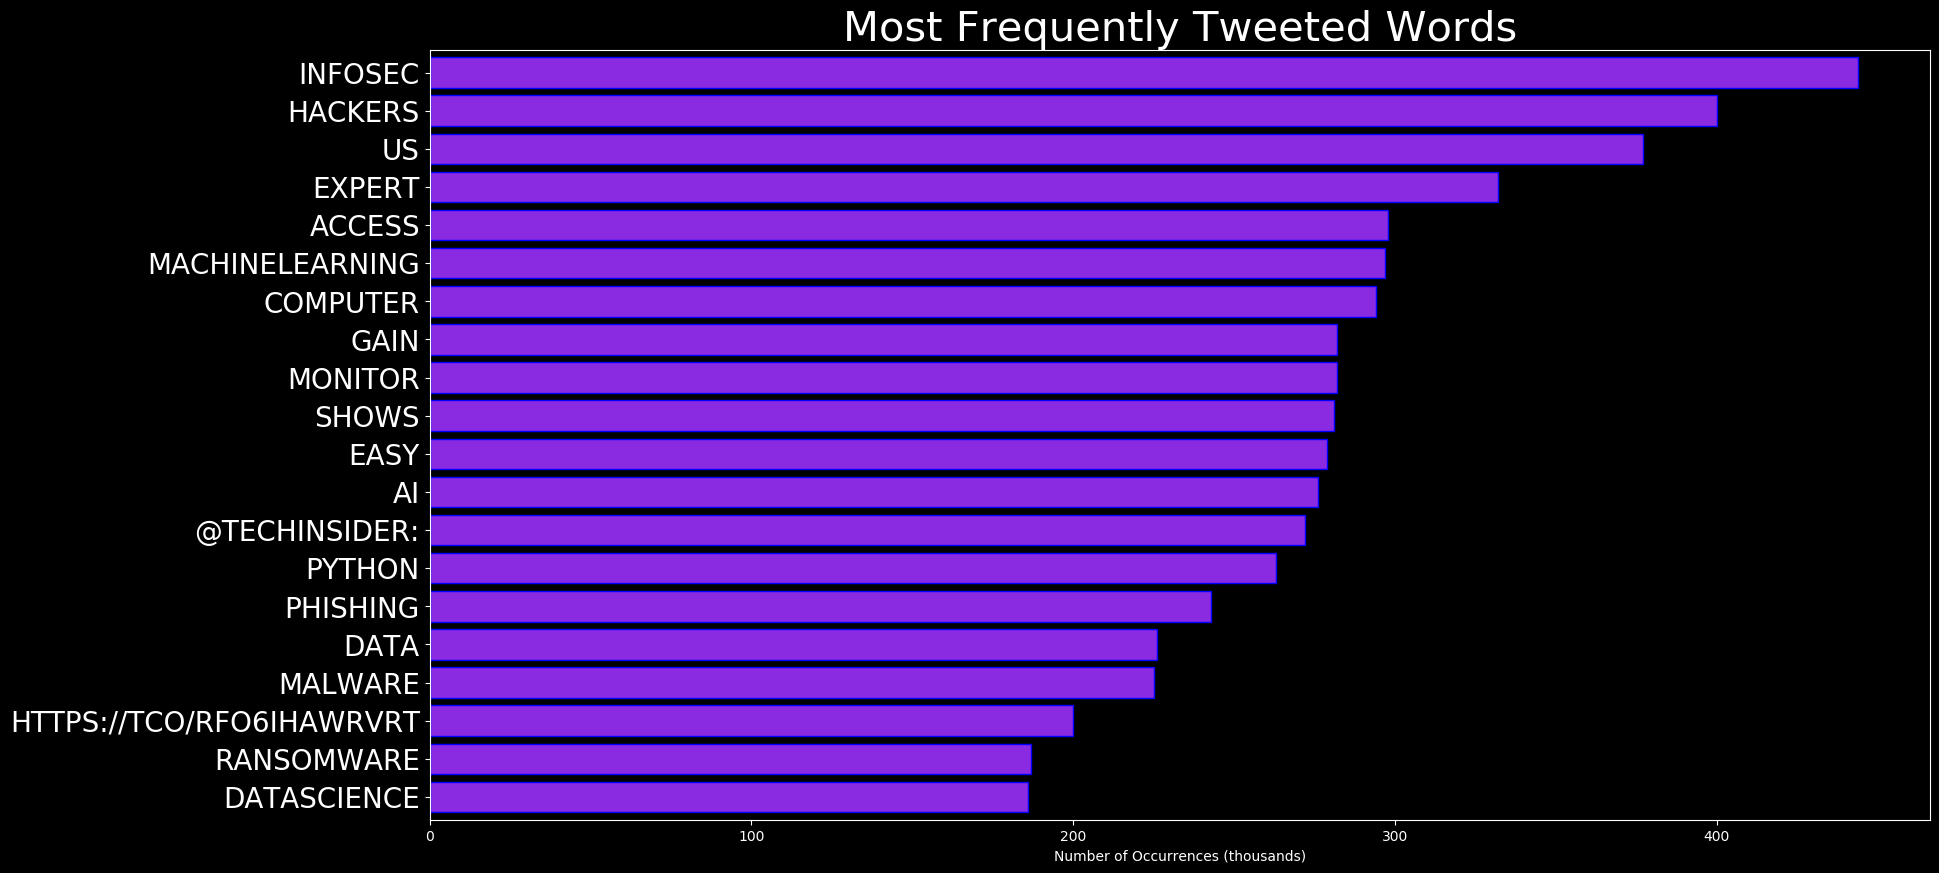 Most Frequently Tweeted Words
INFOSEC
HACKERS
US
EXPERT
ACCESS
MACHINELEARNING
COMPUTER
GAIN
MONITOR
SHOWS
EASY
AI
@TECHINSIDER:
PYTHON
PHISHING
DATA
MALWARE
HTTPS://TCO/RFO6IHAWRVRT
RANSOMWARE
DATASCIENCE
0 100 200 300 400
Number of Occurrences (thousands)